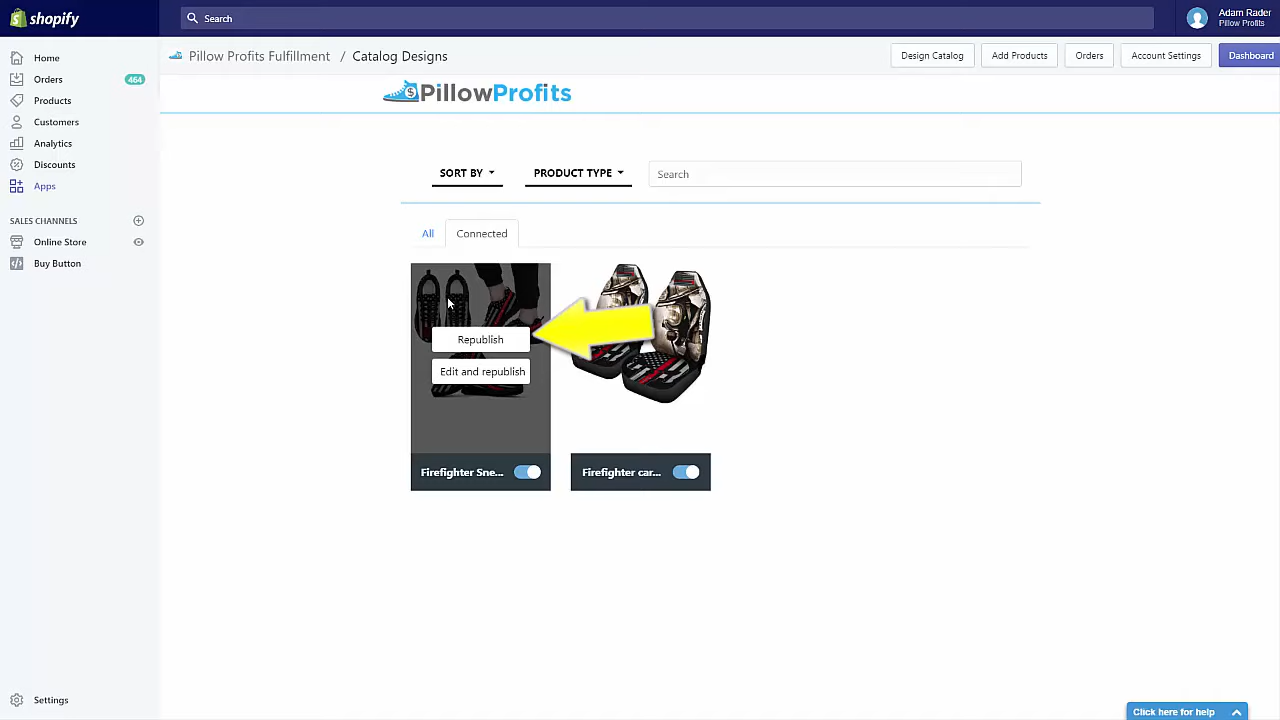 shopify
Search
Adam Rader
Pillow Profits
Home
Orders
464
Products
Customers
Analytics
Discounts
Apps
SALES CHANNELS
Online Store
Buy Button
Settings
Pillow Profits Fulfillment / Catalog Designs
Design Catalog
Add Products
Orders
Account Settings
Dashboard
PillowProfits
SORT BY
PRODUCT TYPE
Search
All
Connected
Republish
Edit and republish
Firefighter Sne...
Firefighter car...
Click here for help